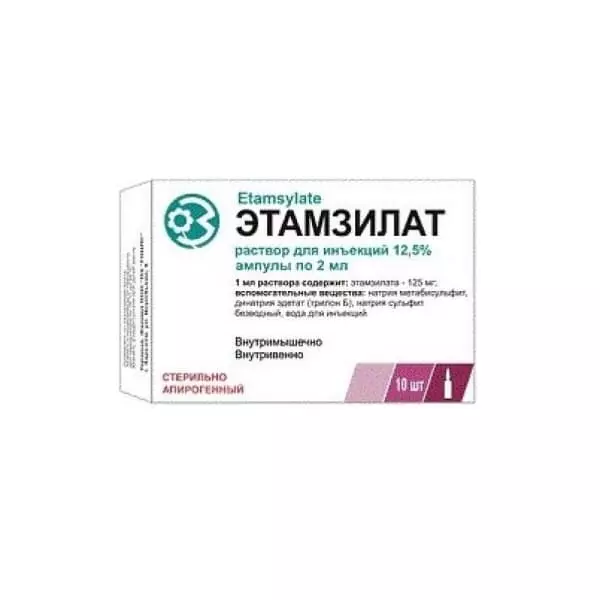 Etamsylate
ЭТАМЗИЛАТ
раствор для инъекций 12,5%
ампулы по 2 мл
1 мл раствора содержит: этамзилата - 125 мг;
вспомогательные вещества: натрия метабисульфит,
динатрия эдетат (трилон Б), натрия сульфит
безводный, вода для инъекций
Внутримышечно
Внутривенно
СТЕРИЛЬНО
АПИРОГЕННЫЙ
10 шт